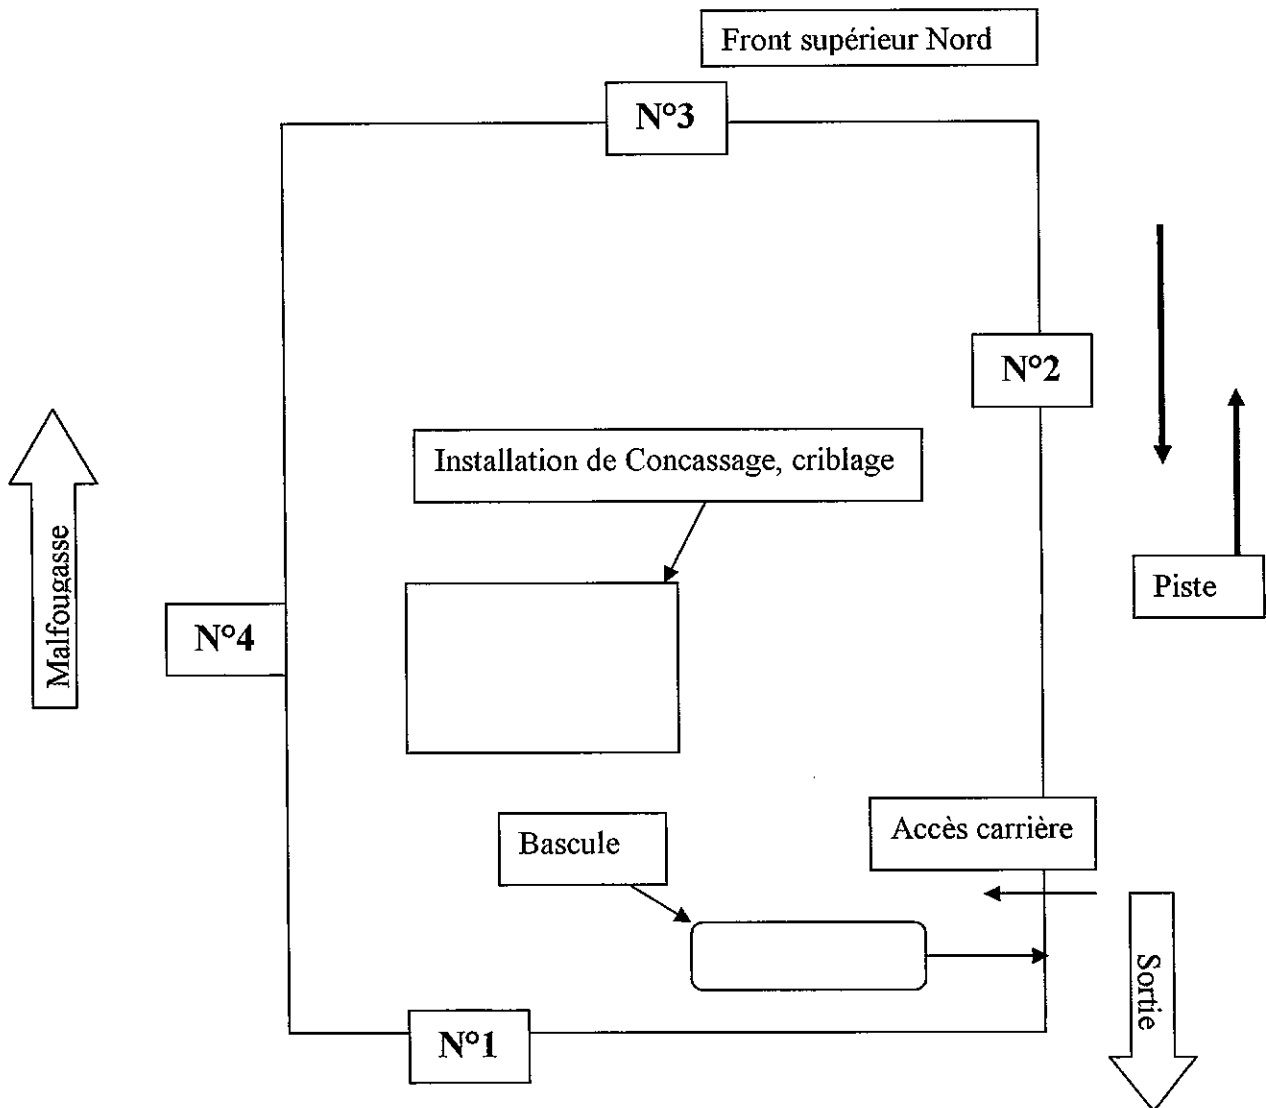 Front supérieur Nord
N°3
N°2
Installation de Concassage, criblage
Malfougasse
Piste
N°4
Accès carrière
Bascule
Sortie
N°1